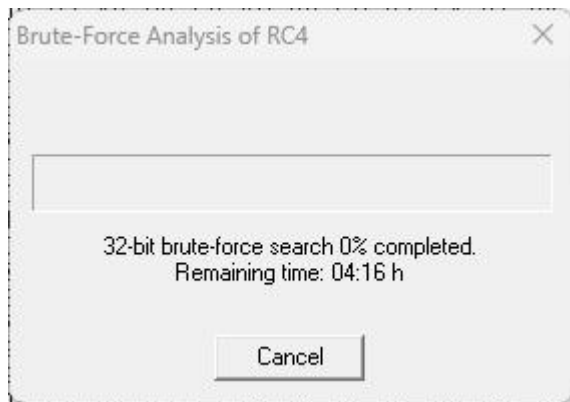 Brute-Force Analysis of RC4
32-bit brute-force search 0% completed.
Remaining time: 04:16 h
Cancel